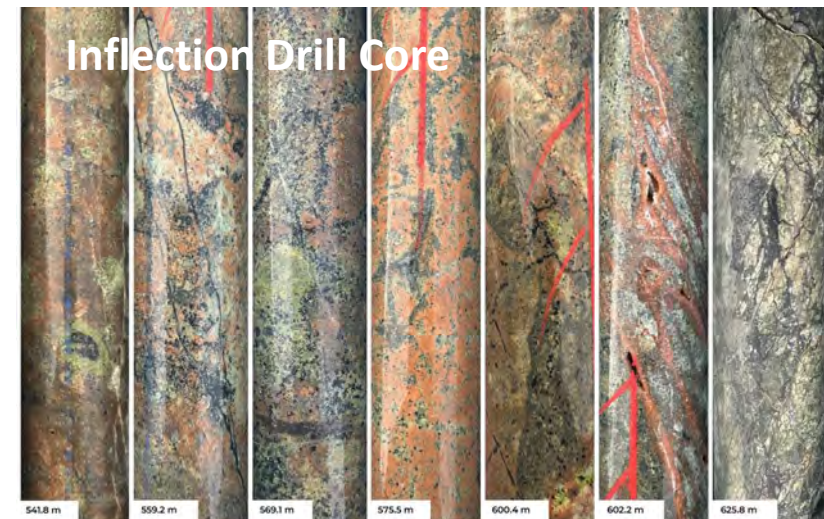 Inflection Drill Core
541.8 m
559.2 m
569.1 m
575.5 m
600.4 m
602.2 m
625.8 m